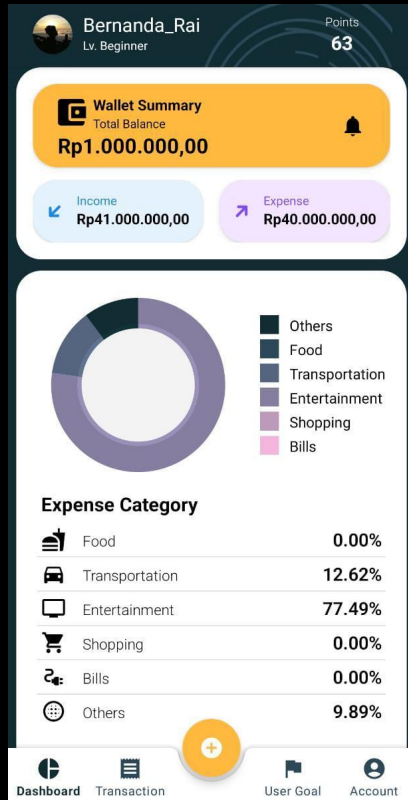 Bernanda_Rai
Lv. Beginner
Points
63
Wallet Summary
Total Balance
Rp1.000.000,00
Income
Rp41.000.000,00
Expense
Rp40.000.000,00
Others
Food
Transportation
Entertainment
Shopping
Bills
Expense Category
Food 0.00%
Transportation 12.62%
Entertainment 77.49%
Shopping 0.00%
Bills 0.00%
Others 9.89%
Dashboard Transaction User Goal Account